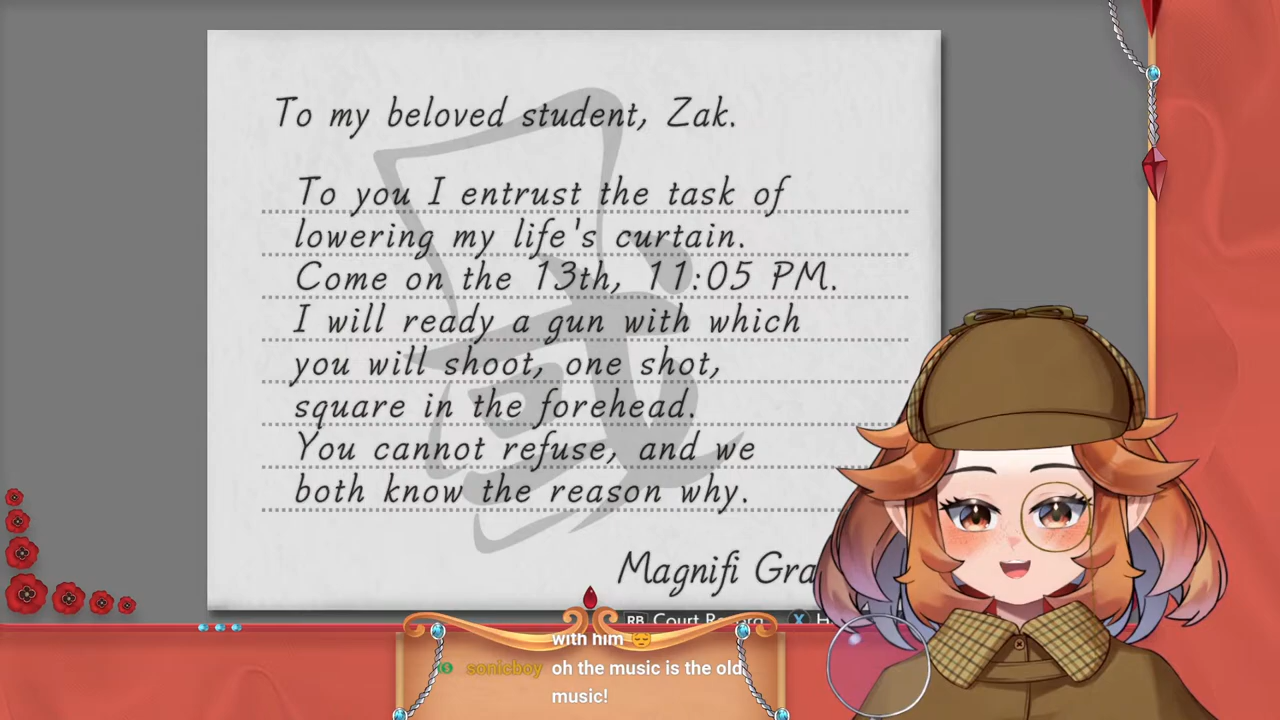 To my beloved student, Zak.
To you I entrust the task of
lowering my life's curtain.
Come on the 13th, 11:05 PM.
I will ready a gun with which
you will shoot, one shot,
square in the forehead.
You cannot refuse, and we
both know the reason why.
Magnifi Gra
RB Court Record X H
with him
sonicboy oh the music is the old
music!